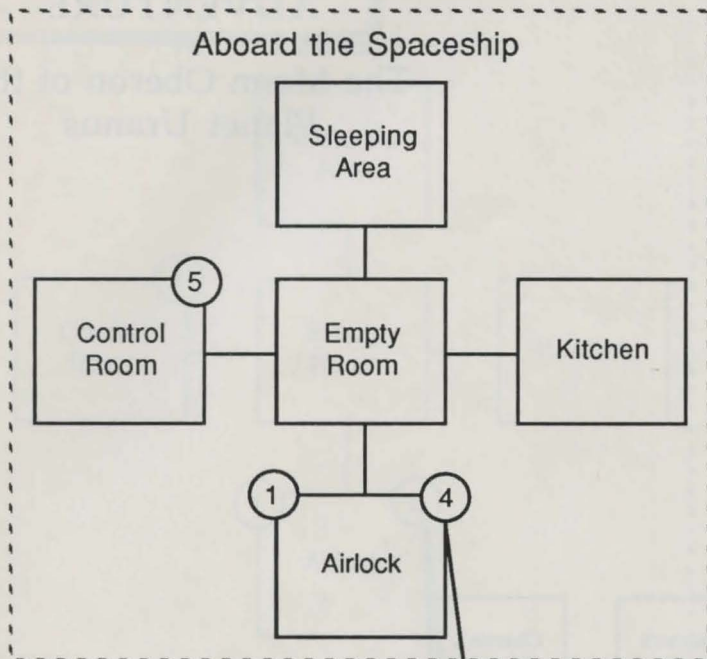 Aboard the Spaceship
Sleeping
Area
5
Control
Room
Empty
Room
Kitchen
1
4
Airlock